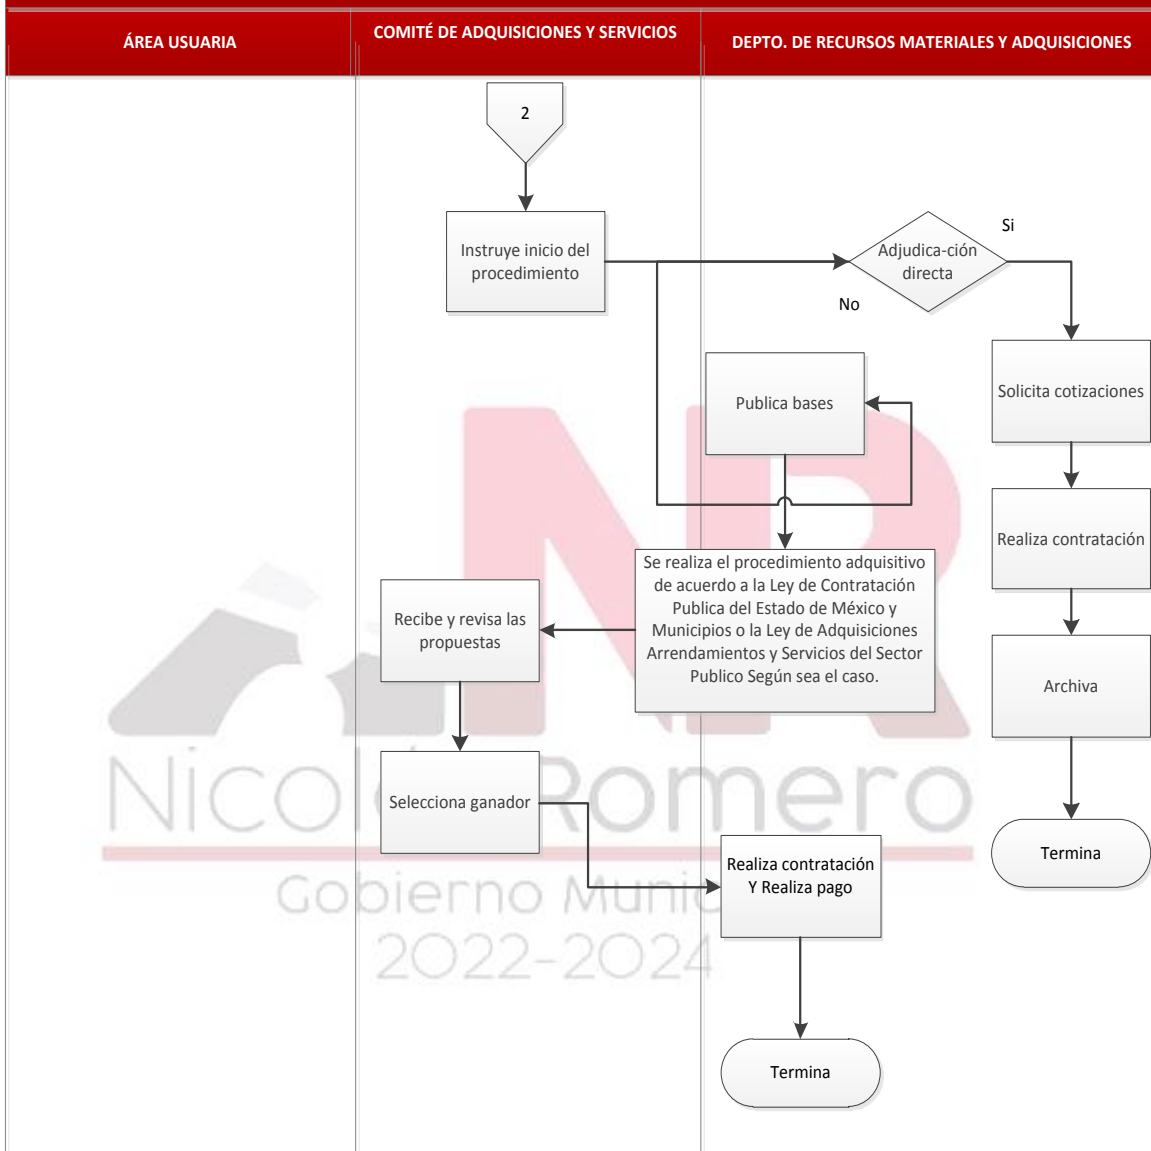 ÁREA USUARIA
COMITÉ DE ADQUISICIONES Y SERVICIOS
DEPTO. DE RECURSOS MATERIALES Y ADQUISICIONES
2
Instruye inicio del
procedimiento
Adjudica-ción
directa
Si
No
Publica bases
Solicita cotizaciones
Realiza contratación
Se realiza el procedimiento adquisitivo
de acuerdo a la Ley de Contratación
Publica del Estado de México y
Municipios o la Ley de Adquisiciones
Arrendamientos y Servicios del Sector
Publico Según sea el caso.
Recibe y revisa las
propuestas
Archiva
Selecciona ganador
Termina
Realiza contratación
Y Realiza pago
Termina
NR
Nicol Romero
Gobierno Munic
2022-2024